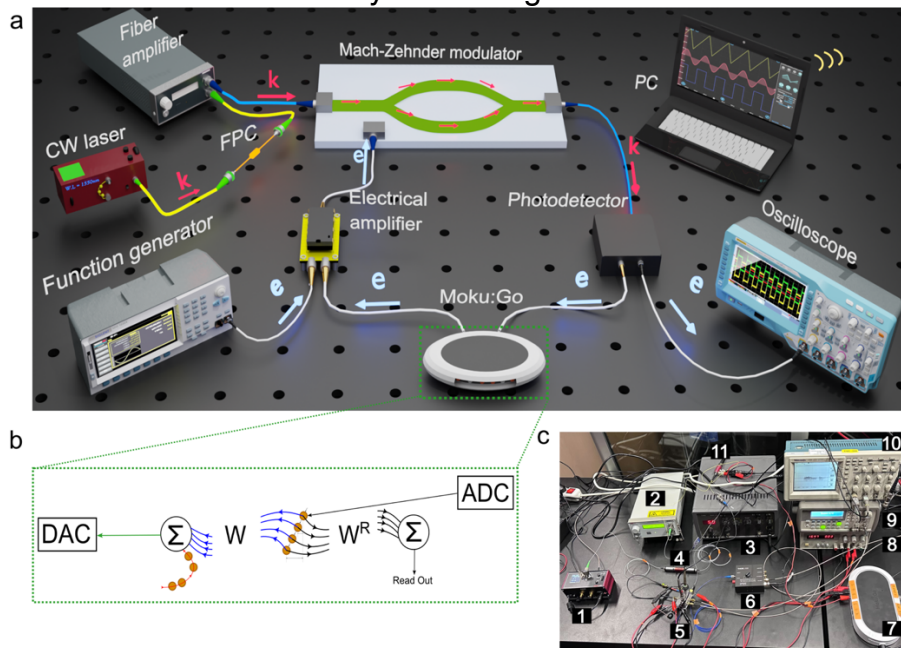 a
Fiber
amplifier
Mach-Zehnder modulator
k
PC
FPC
CW laser
k
e
k
Electrical
amplifier
Photodetector
Oscilloscope
Function generator
e
e
Moku:Go
e
e
b
c
DAC
Σ
W
W^R
Σ
ADC
Read Out
1
2
3
4
5
6
7
8
9
10
11